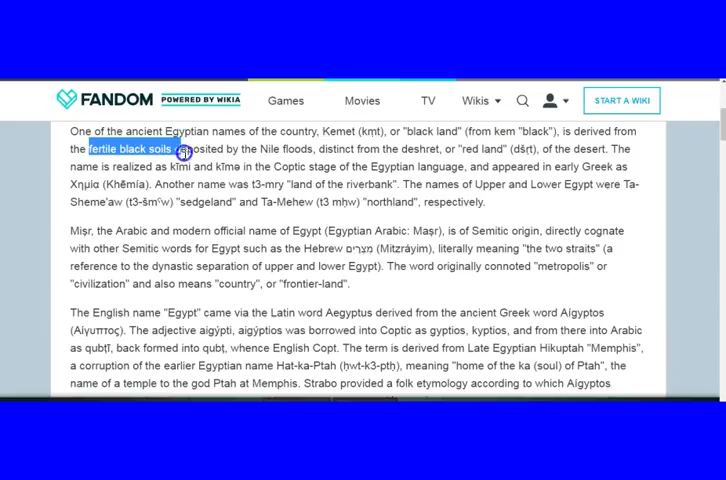 FANDOM POWERED BY WIKIA Games Movies TV Wikis START A WIKI
One of the ancient Egyptian names of the country, Kemet (kṃt), or "black land" (from kem "black"), is derived from
the fertile black soils deposited by the Nile floods, distinct from the deshret, or "red land" (dšṛt), of the desert. The
name is realized as kīmi and kīmə in the Coptic stage of the Egyptian language, and appeared in early Greek as
Χημία (Khēmía). Another name was t3-mry "land of the riverbank". The names of Upper and Lower Egypt were Ta-
Sheme'aw (t3-šmˁw) "sedgeland" and Ta-Mehew (t3 mḥw) "northland", respectively.
Miṣr, the Arabic and modern official name of Egypt (Egyptian Arabic: Maṣr), is of Semitic origin, directly cognate
with other Semitic words for Egypt such as the Hebrew מִצְרַיִם (Mitzráyim), literally meaning "the two straits" (a
reference to the dynastic separation of upper and lower Egypt). The word originally connoted "metropolis" or
"civilization" and also means "country", or "frontier-land".
The English name "Egypt" came via the Latin word Aegyptus derived from the ancient Greek word Aígyptos
(Αίγυπτος). The adjective aigýpti, aigýptios was borrowed into Coptic as gyptios, kyptios, and from there into Arabic
as qubṭī, back formed into qubṭ, whence English Copt. The term is derived from Late Egyptian Hikuptah "Memphis",
a corruption of the earlier Egyptian name Hat-ka-Ptah (ḥwt-k3-ptḥ), meaning "home of the ka (soul) of Ptah", the
name of a temple to the god Ptah at Memphis. Strabo provided a folk etymology according to which Aígyptos